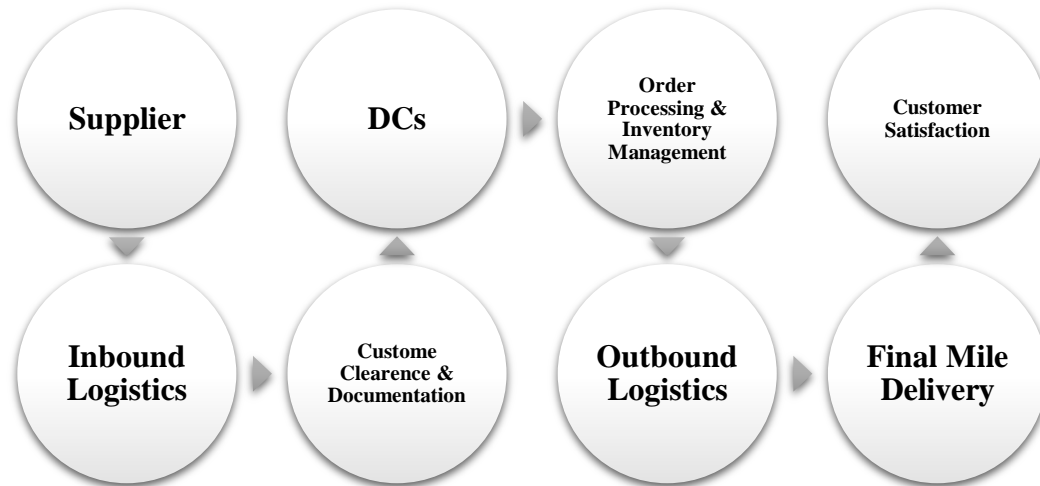 Supplier
Inbound
Logistics
Custome
Clearence &
Documentation
DCs
Order
Processing &
Inventory
Management
Outbound
Logistics
Final Mile
Delivery
Customer
Satisfaction